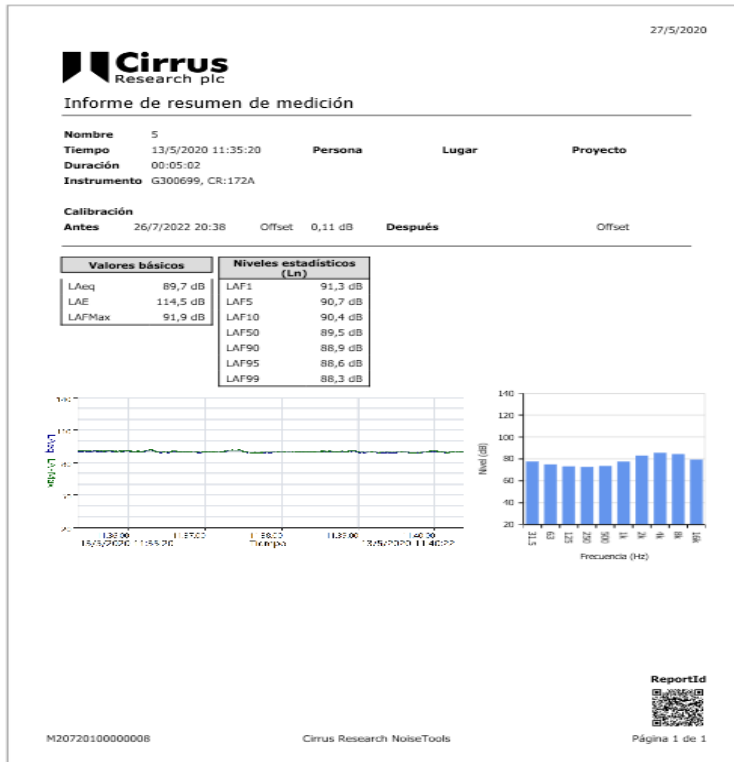 27/5/2020
Cirrus
Research plc
Informe de resumen de medición
Nombre 5
Tiempo 13/5/2020 11:35:20 Persona Lugar Proyecto
Duración 00:05:02
Instrumento G300699, CR:172A
Calibración
Antes 26/7/2022 20:38 Offset 0,11 dB Después Offset
Valores básicos
LAeq 89,7 dB
LAE 114,5 dB
LAFMax 91,9 dB
Niveles estadísticos
(Ln)
LAF1 91,3 dB
LAF5 90,7 dB
LAF10 90,4 dB
LAF50 89,5 dB
LAF90 88,9 dB
LAF95 88,6 dB
LAF99 88,3 dB
LAeq
Tiempo
13/5/2020 11:40:22
140
120
100
80
60
40
20
Nivel (dB)
31.5 63 125 250 500 1k 2k 4k 8k 16k
Frecuencia (Hz)
ReportId
M20720100000008 Cirrus Research NoiseTools Página 1 de 1